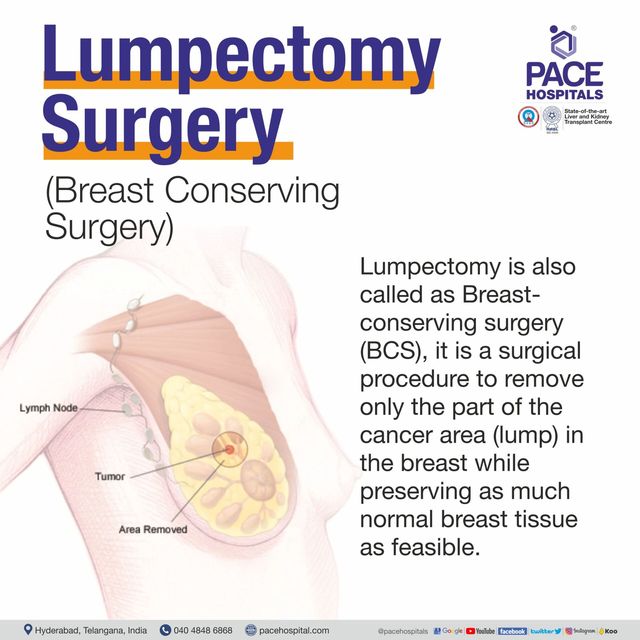 Lumpectomy
Surgery
(Breast Conserving
Surgery)
PACE
HOSPITALS
State-of-the-art
Liver and Kidney
Transplant Centre
Lumpectomy is also
called as Breast-
conserving surgery
(BCS), it is a surgical
procedure to remove
only the part of the
cancer area (lump) in
the breast while
preserving as much
normal breast tissue
as feasible.
Lymph Node
Tumor
Area Removed
Hyderabad, Telangana, India 040 4848 6868 pacehospital.com @pacehospitals Google YouTube facebook twitter Instagram Koo